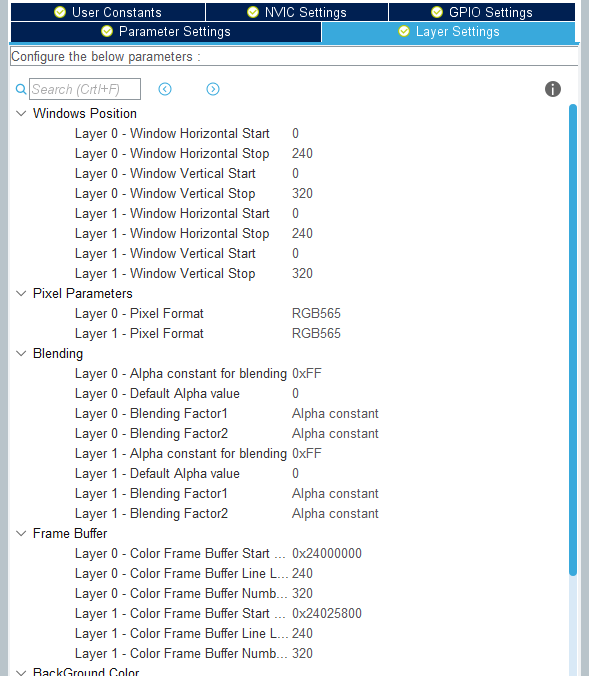 User Constants NVIC Settings GPIO Settings
Parameter Settings Layer Settings
Configure the below parameters :
Search (Crtl+F)
Windows Position
Layer 0 - Window Horizontal Start 0
Layer 0 - Window Horizontal Stop 240
Layer 0 - Window Vertical Start 0
Layer 0 - Window Vertical Stop 320
Layer 1 - Window Horizontal Start 0
Layer 1 - Window Horizontal Stop 240
Layer 1 - Window Vertical Start 0
Layer 1 - Window Vertical Stop 320
Pixel Parameters
Layer 0 - Pixel Format RGB565
Layer 1 - Pixel Format RGB565
Blending
Layer 0 - Alpha constant for blending 0xFF
Layer 0 - Default Alpha value 0
Layer 0 - Blending Factor1 Alpha constant
Layer 0 - Blending Factor2 Alpha constant
Layer 1 - Alpha constant for blending 0xFF
Layer 1 - Default Alpha value 0
Layer 1 - Blending Factor1 Alpha constant
Layer 1 - Blending Factor2 Alpha constant
Frame Buffer
Layer 0 - Color Frame Buffer Start ... 0x24000000
Layer 0 - Color Frame Buffer Line L... 240
Layer 0 - Color Frame Buffer Numb... 320
Layer 1 - Color Frame Buffer Start ... 0x24025800
Layer 1 - Color Frame Buffer Line L... 240
Layer 1 - Color Frame Buffer Numb... 320
BackGround Color